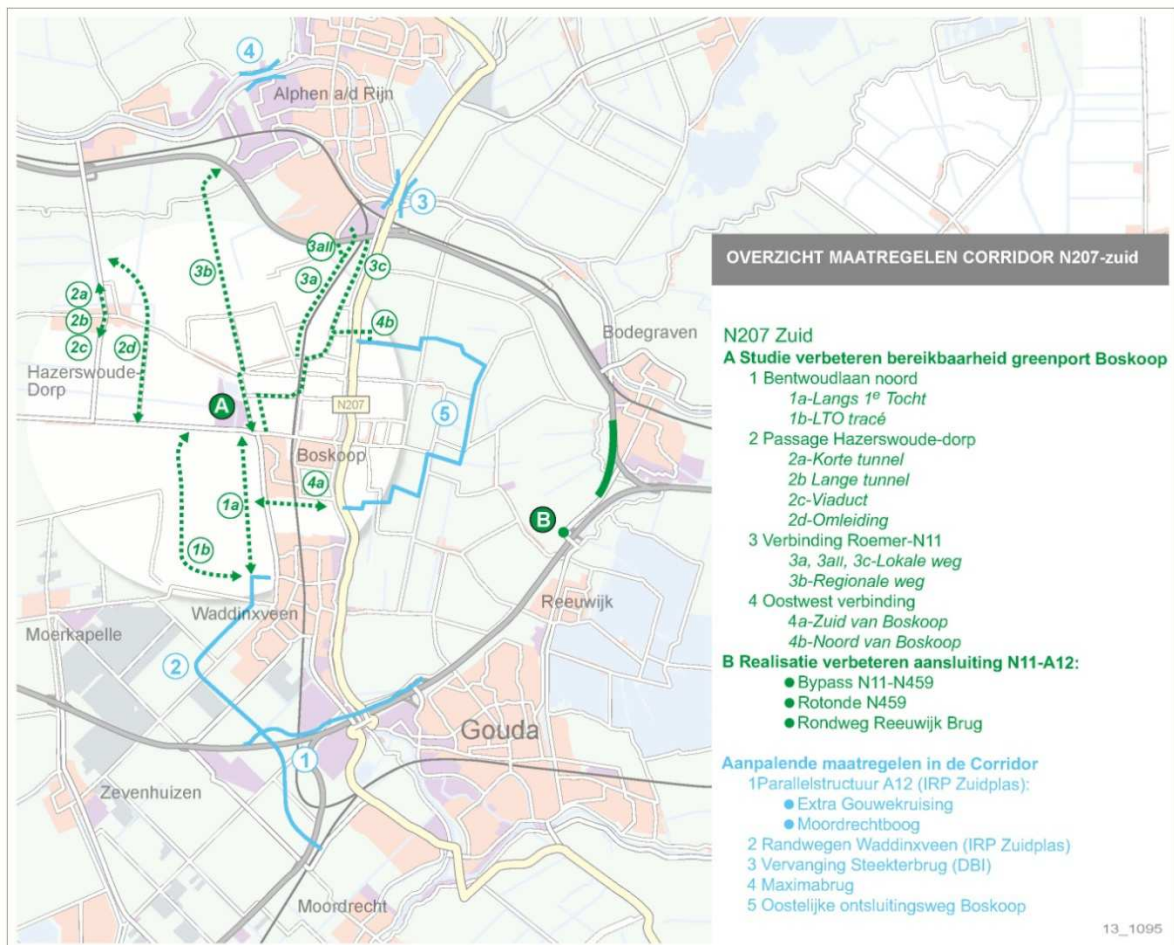 4
Alphen a/d Rijn
3
3all
3a
3c
3b
2a
2b
2c
2d
4b
Hazerswoude-
Dorp
Bodegraven
A
N207
5
Boskoop
4a
1a
1b
B
Reeuwijk
Waddinxveen
Moerkapelle
2
Gouda
1
Zevenhuizen
Moordrecht
OVERZICHT MAATREGELEN CORRIDOR N207-zuid
N207 Zuid
A Studie verbeteren bereikbaarheid greenport Boskoop
1 Bentwoudlaan noord
1a-Langs 1e Tocht
1b-LTO tracé
2 Passage Hazerswoude-dorp
2a-Korte tunnel
2b Lange tunnel
2c-Viaduct
2d-Omleiding
3 Verbinding Roemer-N11
3a, 3all, 3c-Lokale weg
3b-Regionale weg
4 Oostwest verbinding
4a-Zuid van Boskoop
4b-Noord van Boskoop
B Realisatie verbeteren aansluiting N11-A12:
● Bypass N11-N459
● Rotonde N459
● Rondweg Reeuwijk Brug
Aanpalende maatregelen in de Corridor
1Parallelstructuur A12 (IRP Zuidplas):
● Extra Gouwekruising
● Moordrechtboog
2 Randwegen Waddinxveen (IRP Zuidplas)
3 Vervanging Steekterbrug (DBI)
4 Maximabrug
5 Oostelijke ontsluitingsweg Boskoop
13_1095